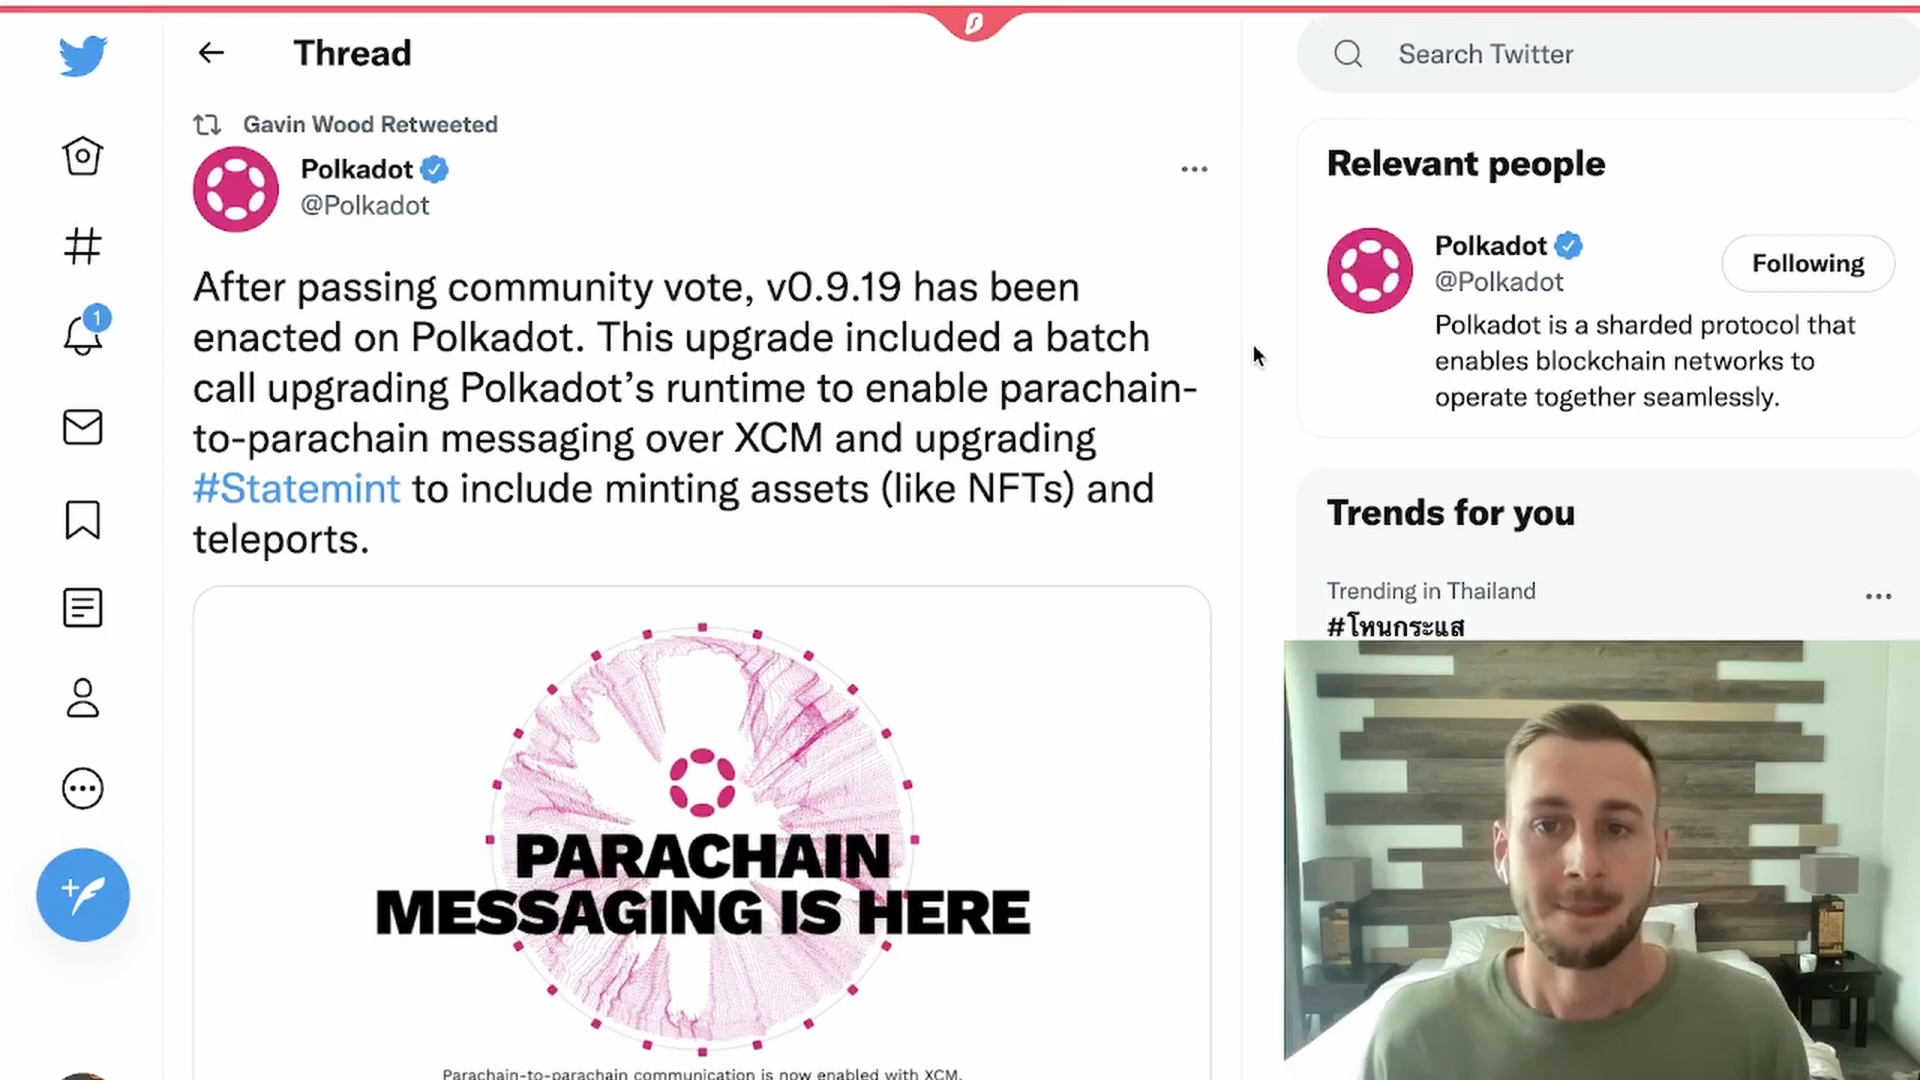 Thread
Search Twitter
Gavin Wood Retweeted
Polkadot
@Polkadot
After passing community vote, v0.9.19 has been
enacted on Polkadot. This upgrade included a batch
call upgrading Polkadot’s runtime to enable parachain-
to-parachain messaging over XCM and upgrading
#Statemint to include minting assets (like NFTs) and
teleports.
PARACHAIN
MESSAGING IS HERE
Parachain-to-parachain communication is now enabled with XCM.
1
Relevant people
Polkadot
@Polkadot
Following
Polkadot is a sharded protocol that
enables blockchain networks to
operate together seamlessly.
Trends for you
Trending in Thailand
#โหนกระแส